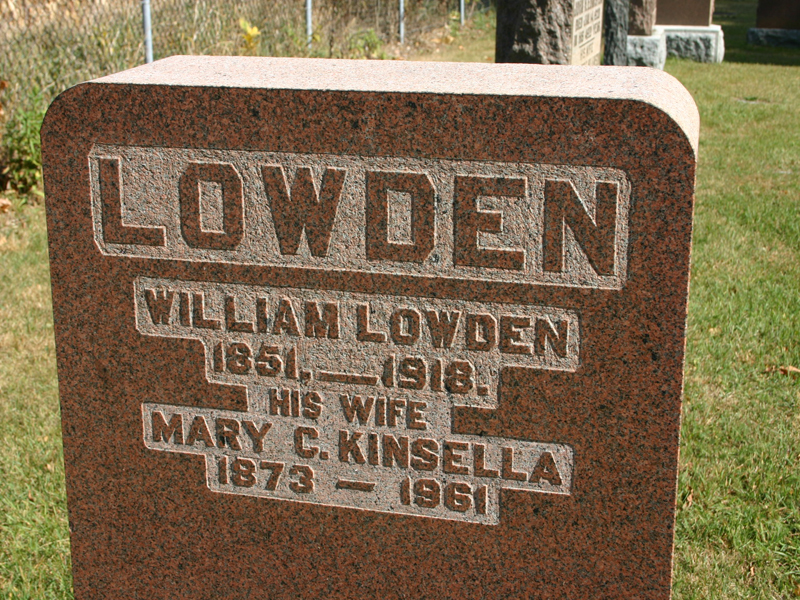 LOWDEN
WILLIAM LOWDEN
1851.—1918.
HIS WIFE
MARY C. KINSELLA
1873 — 1961